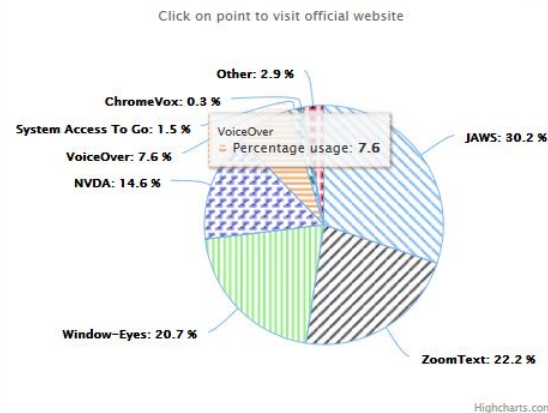 Click on point to visit official website
Other: 2.9 %
ChromeVox: 0.3 %
System Access To Go: 1.5 %
VoiceOver: 7.6 %
NVDA: 14.6 %
Window-Eyes: 20.7 %
VoiceOver
Percentage usage: 7.6
JAWS: 30.2 %
ZoomText: 22.2 %
Highcharts.com